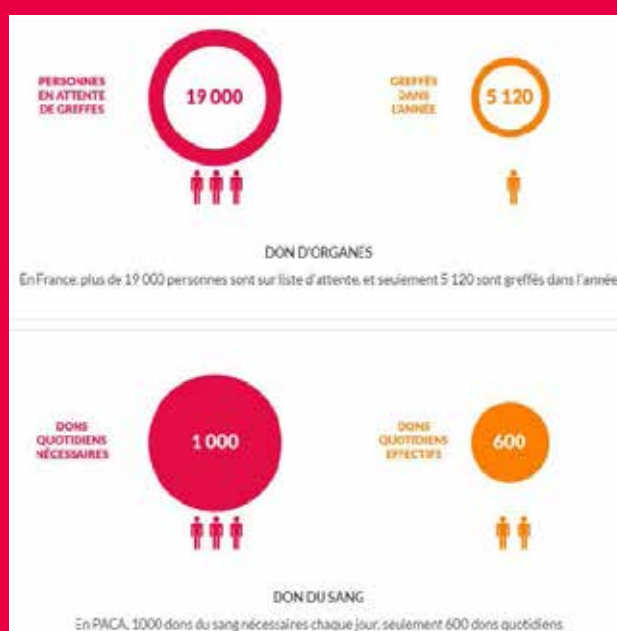 PERSONNES
EN ATTENTE
DE GREFFES
19 000
GREFFÉS
DANS
L'ANNÉE
5 120
DON D'ORGANES
En France, plus de 19 000 personnes sont sur liste d'attente, et seulement 5 120 sont greffés dans l'année
DONS
QUOTIDIENS
NÉCESSAIRES
1 000
DONS
QUOTIDIENS
EFFECTIFS
600
DON DU SANG
En PACA, 1000 dons du sang nécessaires chaque jour, seulement 600 dons quotidiens